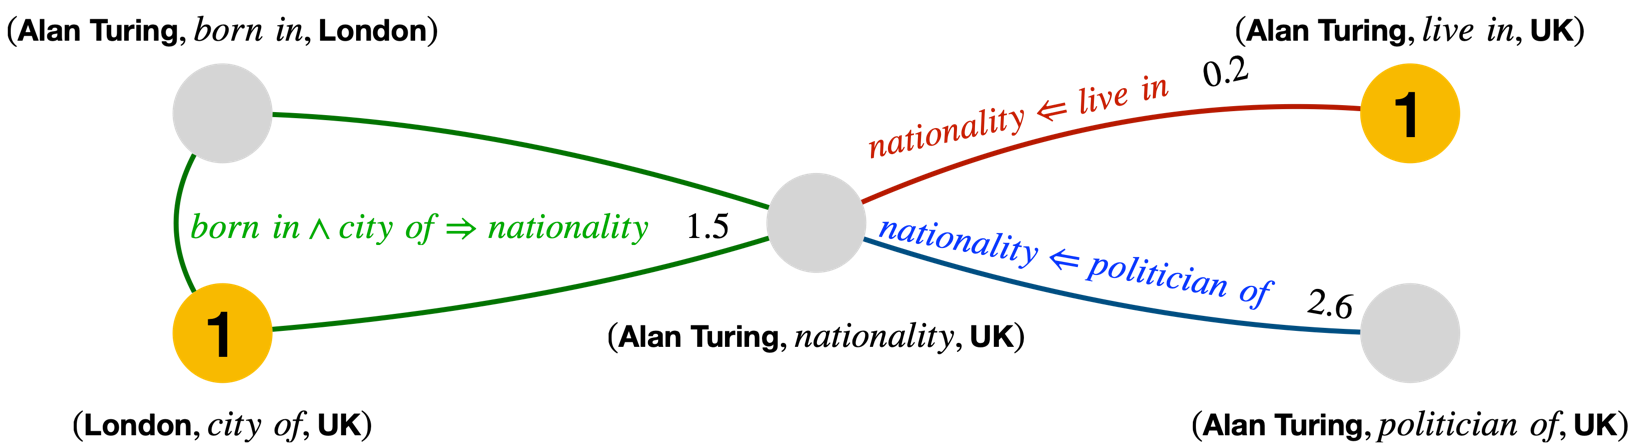 (Alan Turing, born in, London)
(Alan Turing, live in, UK)
nationality ⇐ live in 0.2
1
born in ∧ city of ⇒ nationality 1.5
nationality ⇐ politician of 2.6
1
(Alan Turing, nationality, UK)
(London, city of, UK)
(Alan Turing, politician of, UK)